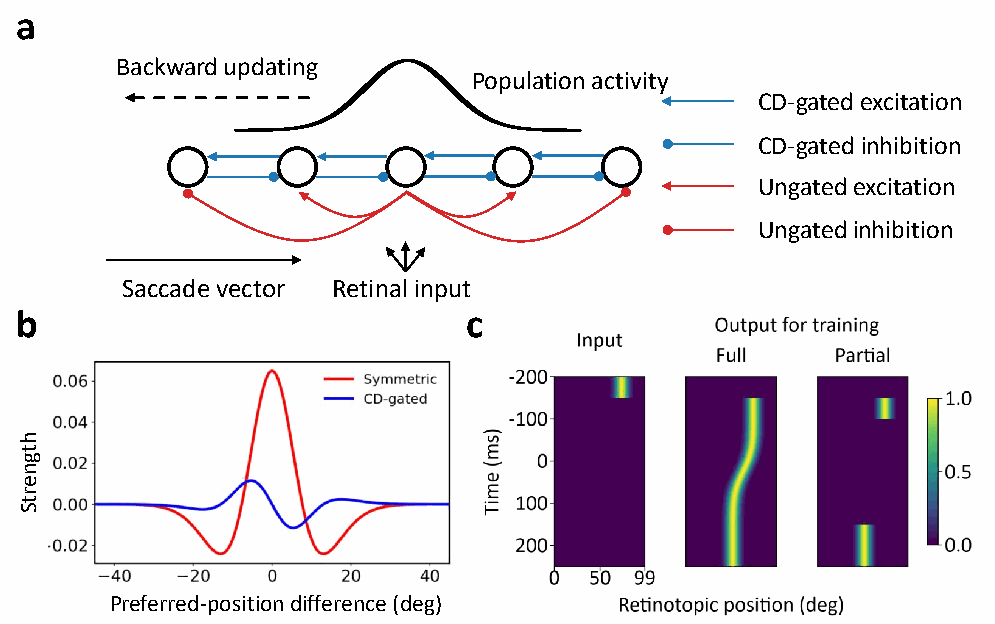 a
Backward updating
Population activity
CD-gated excitation
CD-gated inhibition
Ungated excitation
Ungated inhibition
Saccade vector
Retinal input
b
Symmetric
CD-gated
0.06
0.04
0.02
0.00
-0.02
−40
−20
0
20
40
Strength
Preferred-position difference (deg)
c
Output for training
Input
Full
Partial
-200
-100
0
100
200
Time (ms)
0
50
99
Retinotopic position (deg)
1.0
0.5
0.0